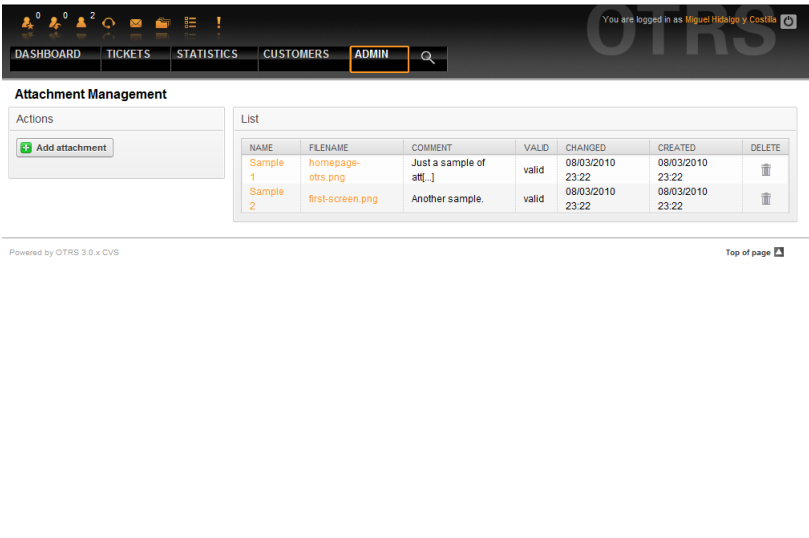 0 0 2
You are logged in as Miguel Hidalgo y Costilla
OTRS
DASHBOARD TICKETS STATISTICS CUSTOMERS ADMIN
Attachment Management
Actions
Add attachment
List
NAME FILENAME COMMENT VALID CHANGED CREATED DELETE
Sample homepage- Just a sample of valid 08/03/2010 08/03/2010
1 otrs.png att[...] 23:22 23:22
Sample first-screen.png Another sample. valid 08/03/2010 08/03/2010
2 23:22 23:22
Powered by OTRS 3.0.x CVS
Top of page